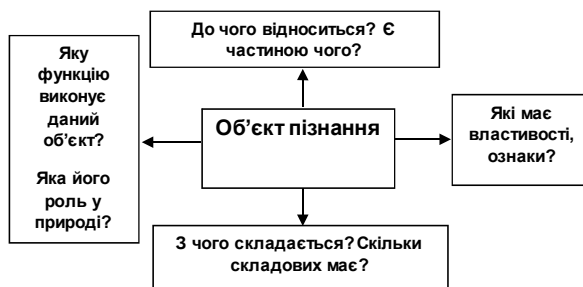 До чого відноситься? Є
частиною чого?
Яку
функцію
виконує
даний
об’єкт?
Яка його
роль у
природі?
Об’єкт пізнання
Які має
властивості,
ознаки?
З чого складається? Скільки
складових має?